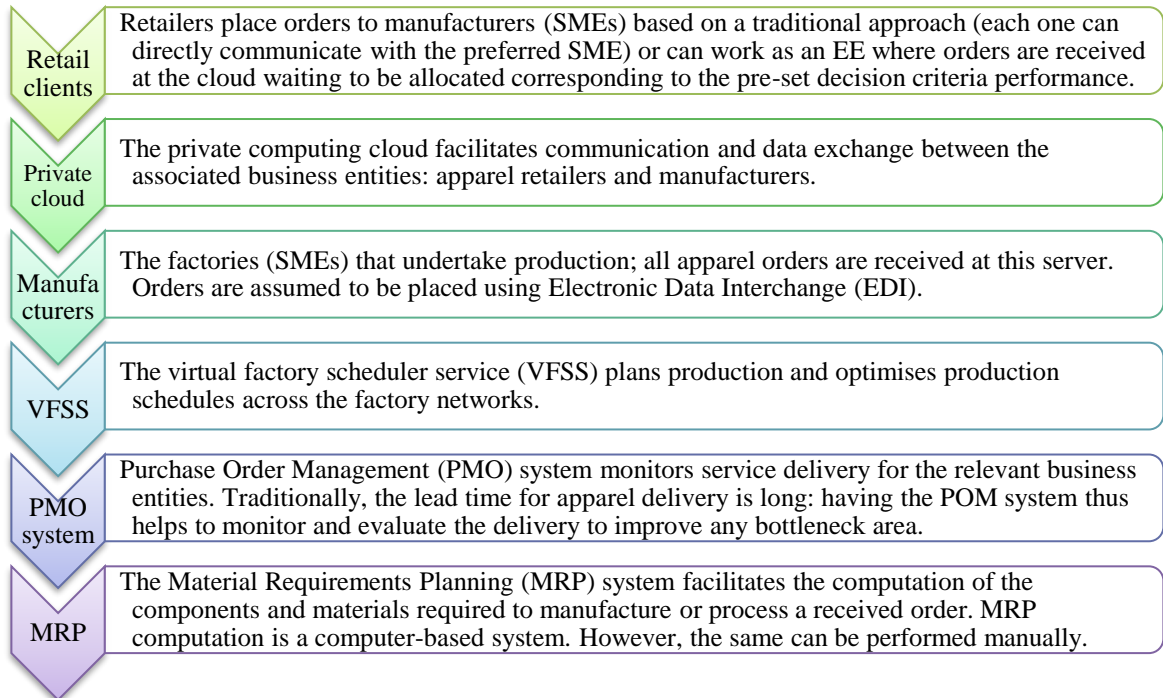 Retail
clients
Retailers place orders to manufacturers (SMEs) based on a traditional approach (each one can
directly communicate with the preferred SME) or can work as an EE where orders are received
at the cloud waiting to be allocated corresponding to the pre-set decision criteria performance.
Private
cloud
The private computing cloud facilitates communication and data exchange between the
associated business entities: apparel retailers and manufacturers.
Manufa
cturers
The factories (SMEs) that undertake production; all apparel orders are received at this server.
Orders are assumed to be placed using Electronic Data Interchange (EDI).
VFSS
The virtual factory scheduler service (VFSS) plans production and optimises production
schedules across the factory networks.
PMO
system
Purchase Order Management (PMO) system monitors service delivery for the relevant business
entities. Traditionally, the lead time for apparel delivery is long: having the POM system thus
helps to monitor and evaluate the delivery to improve any bottleneck area.
MRP
The Material Requirements Planning (MRP) system facilitates the computation of the
components and materials required to manufacture or process a received order. MRP
computation is a computer-based system. However, the same can be performed manually.